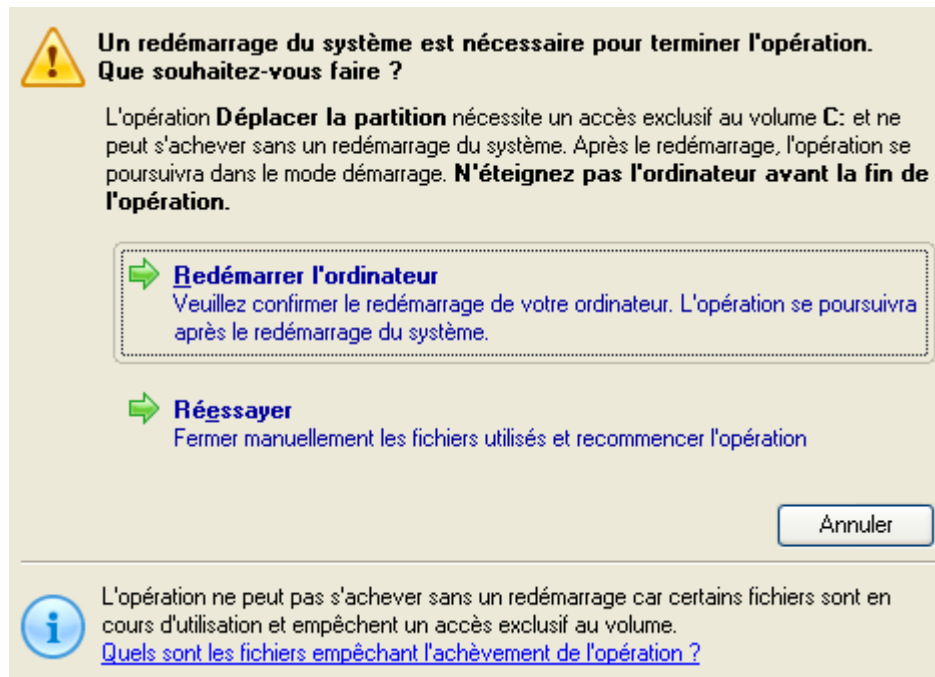 Un redémarrage du système est nécessaire pour terminer l'opération.
Que souhaitez-vous faire ?
L'opération Déplacer la partition nécessite un accès exclusif au volume C: et ne
peut s'achever sans un redémarrage du système. Après le redémarrage, l'opération se
poursuivra dans le mode démarrage. N'éteignez pas l'ordinateur avant la fin de
l'opération.
Redémarrer l'ordinateur
Veuillez confirmer le redémarrage de votre ordinateur. L'opération se poursuivra
après le redémarrage du système.
Réessayer
Fermer manuellement les fichiers utilisés et recommencer l'opération
Annuler
L'opération ne peut pas s'achever sans un redémarrage car certains fichiers sont en
cours d'utilisation et empêchent un accès exclusif au volume.
Quels sont les fichiers empêchant l'achèvement de l'opération ?